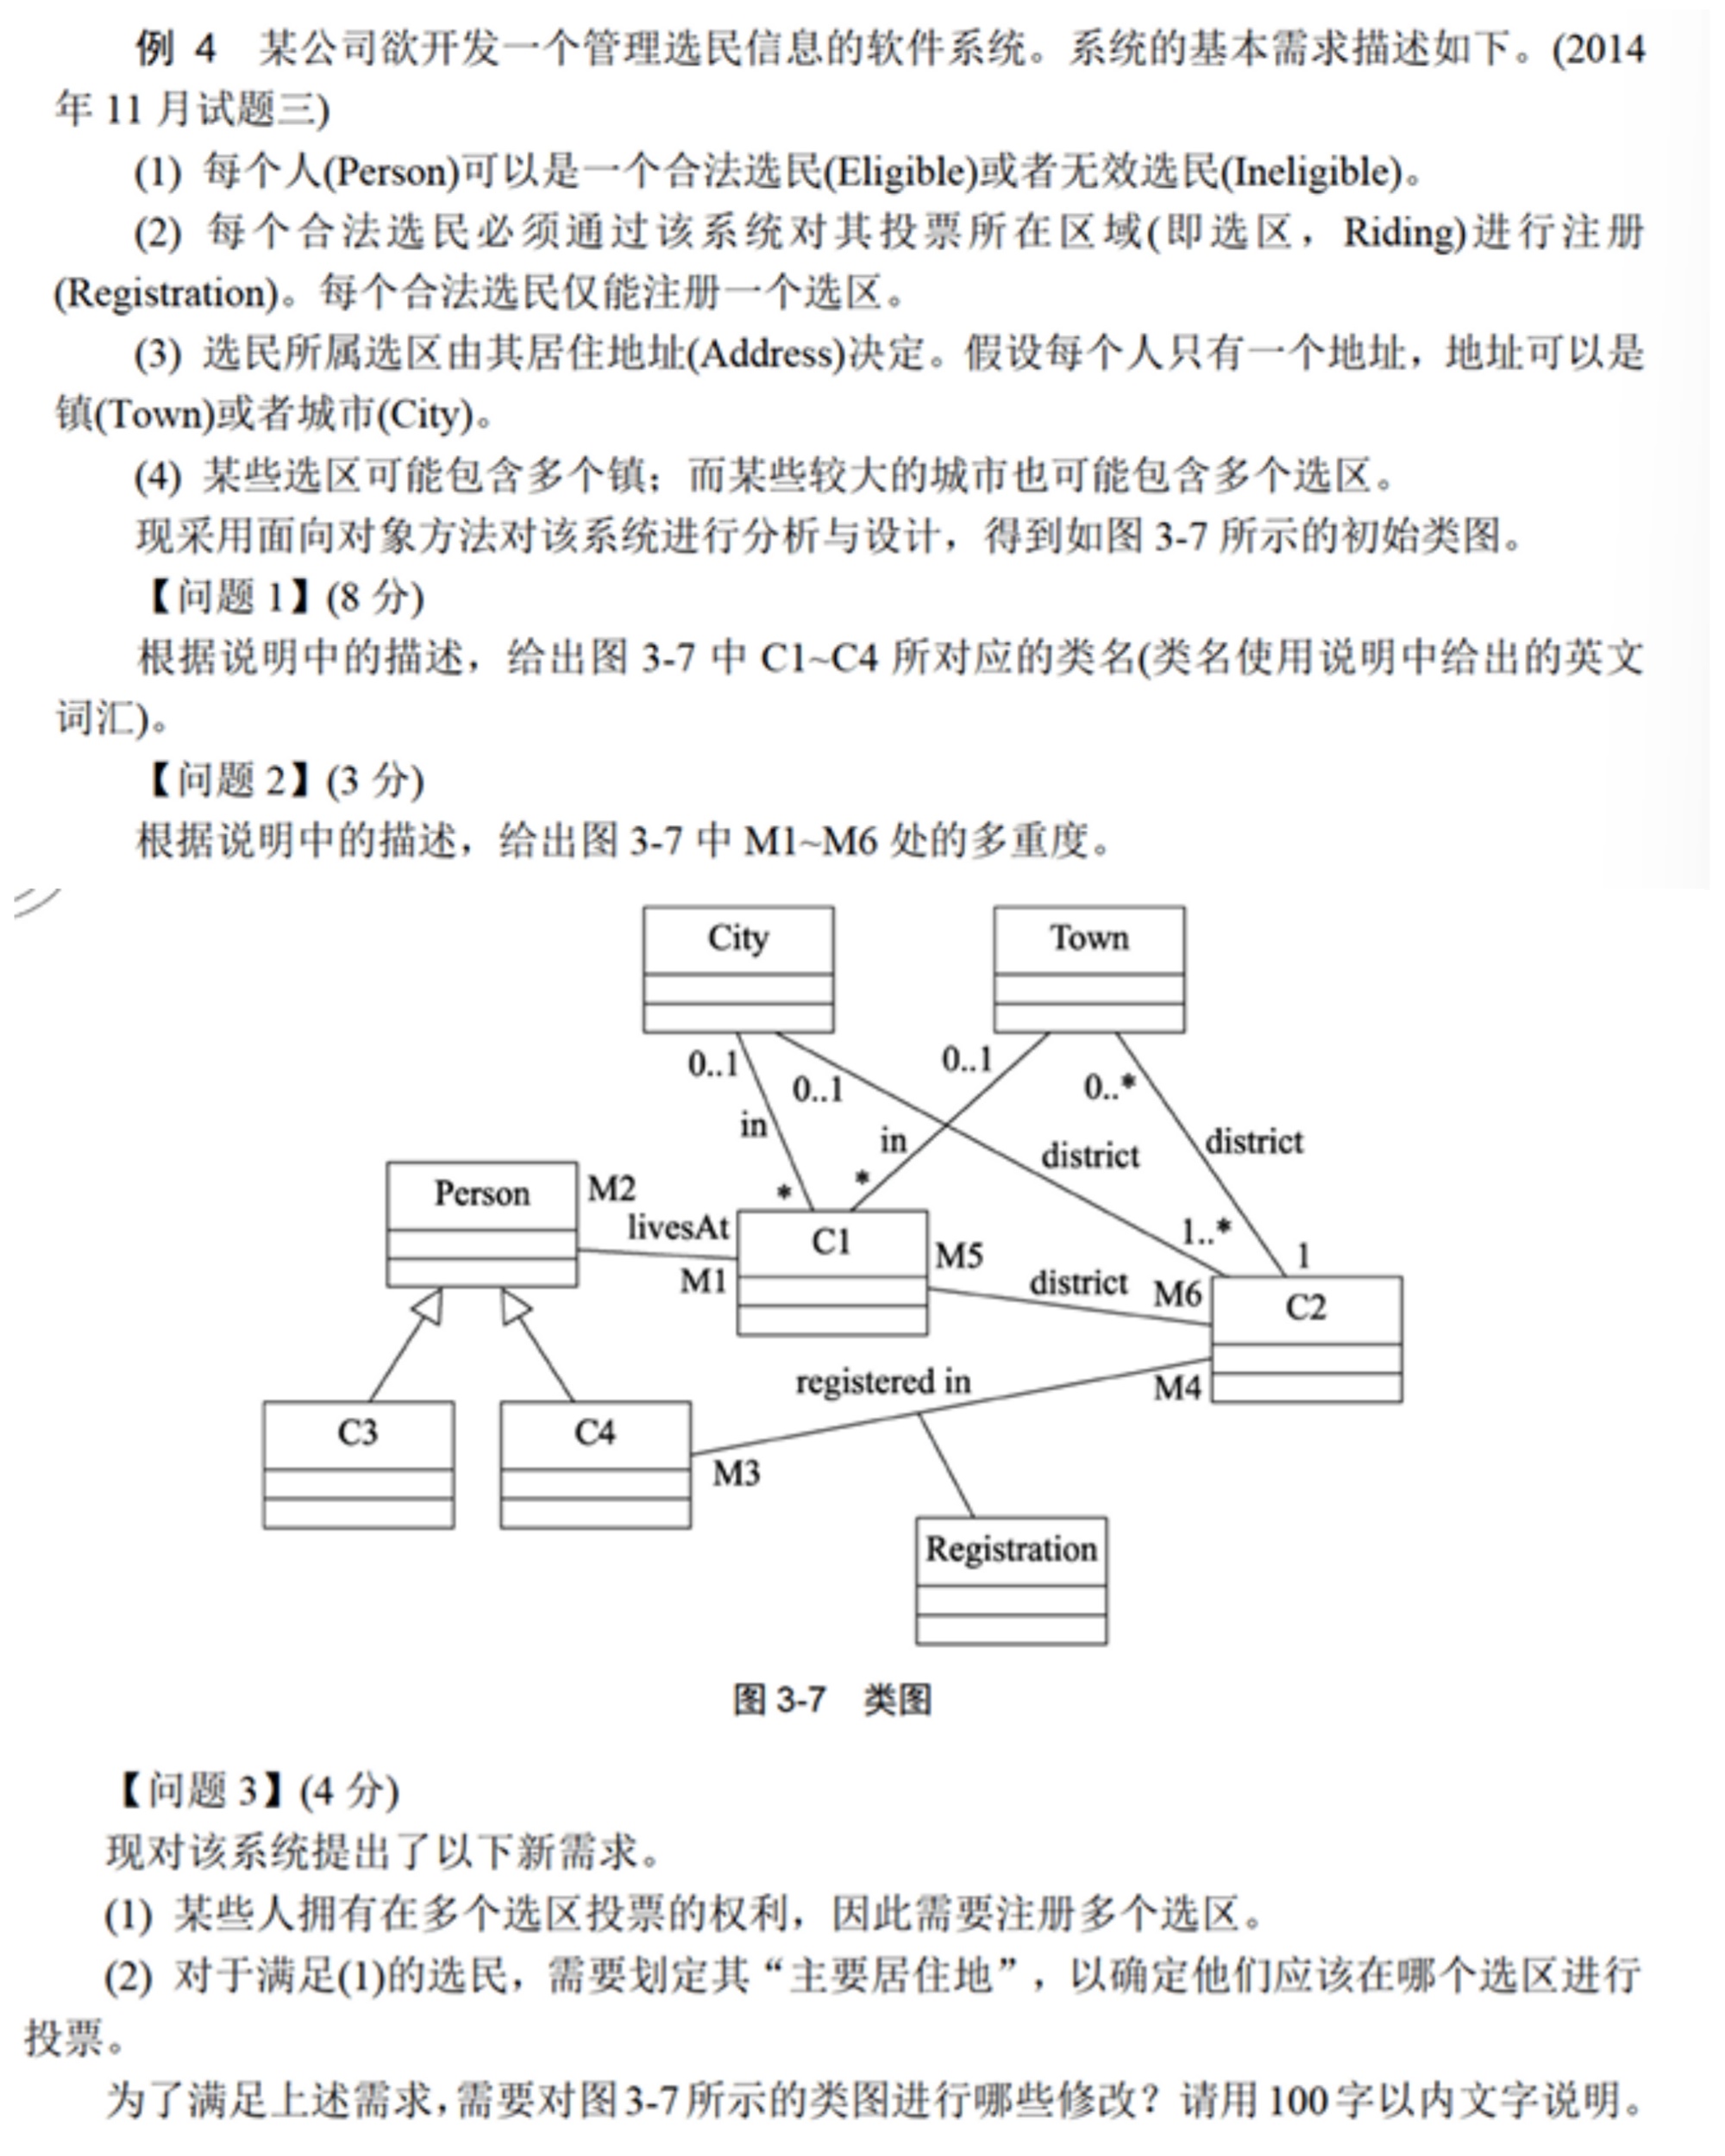 例 4 某公司欲开发一个管理选民信息的软件系统。系统的基本需求描述如下。(2014
年 11 月试题三)
(1) 每个人(Person)可以是一个合法选民(Eligible)或者无效选民(Ineligible)。
(2) 每个合法选民必须通过该系统对其投票所在区域(即选区，Riding)进行注册
(Registration)。每个合法选民仅能注册一个选区。
(3) 选民所属选区由其居住地址(Address)决定。假设每个人只有一个地址，地址可以是
镇(Town)或者城市(City)。
(4) 某些选区可能包含多个镇；而某些较大的城市也可能包含多个选区。
现采用面向对象方法对该系统进行分析与设计，得到如图 3-7 所示的初始类图。
【问题 1】(8 分)
根据说明中的描述，给出图 3-7 中 C1~C4 所对应的类名(类名使用说明中给出的英文
词汇)。
【问题 2】(3 分)
根据说明中的描述，给出图 3-7 中 M1~M6 处的多重度。
City
Town
0..1
0..1
0..1
0..*
in
in
district
district
Person
M2
livesAt
M1
*
*
C1
M5
district
1..*
1
M6
C2
registered in
M4
C3
C4
M3
Registration
图 3-7 类图
【问题 3】(4 分)
现对该系统提出了以下新需求。
(1) 某些人拥有在多个选区投票的权利，因此需要注册多个选区。
(2) 对于满足(1)的选民，需要划定其“主要居住地”，以确定他们应该在哪个选区进行
投票。
为了满足上述需求，需要对图 3-7 所示的类图进行哪些修改？请用 100 字以内文字说明。